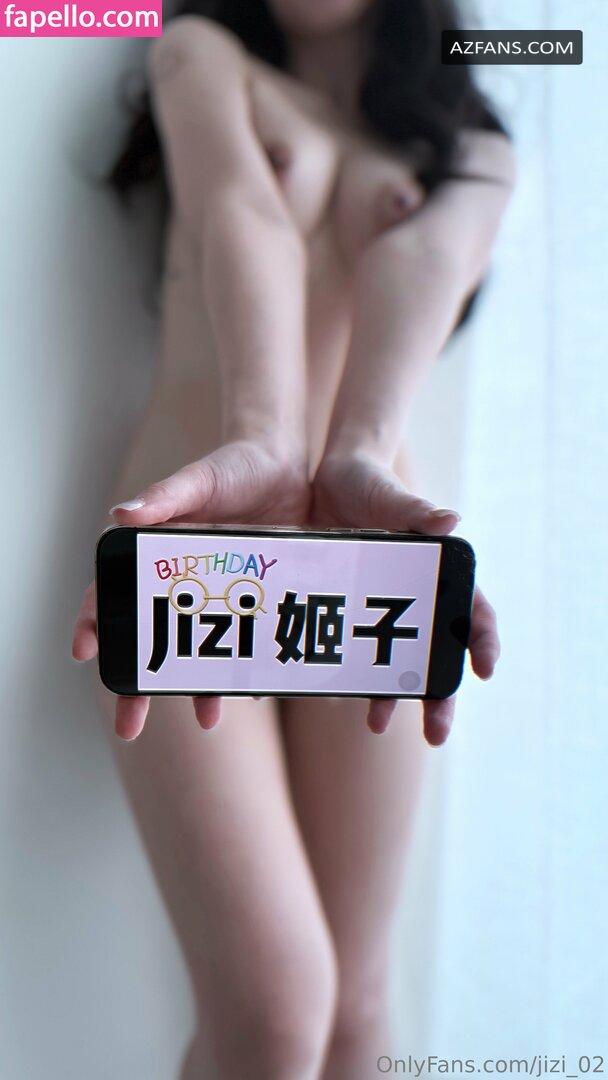 fapello.com
AZFANS.COM
BIRTHDAY
Jizi 姬子
OnlyFans.com/jizi_02